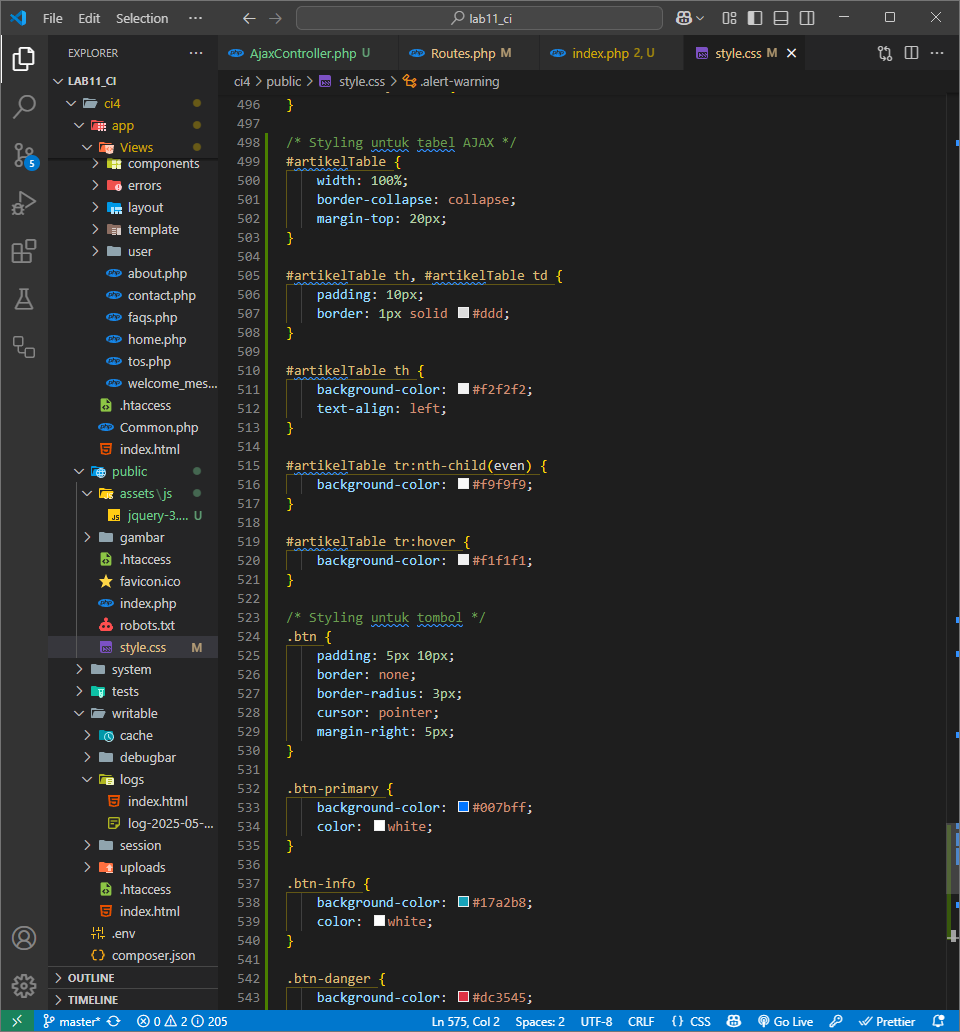 File Edit Selection ··· lab11_ci
EXPLORER ···
LAB11_CI
ci4
app
Views
components
errors
layout
template
user
about.php
contact.php
faqs.php
home.php
tos.php
welcome_mes...
.htaccess
Common.php
index.html
public
assets\js
jquery-3.... U
gambar
.htaccess
favicon.ico
index.php
robots.txt
style.css M
system
tests
writable
cache
debugbar
logs
index.html
log-2025-05-...
session
uploads
.htaccess
index.html
.env
composer.json
OUTLINE
TIMELINE
5
AjaxController.php U Routes.php M index.php 2, U style.css M
ci4 > public > style.css > .alert-warning
496 }
497
498 /* Styling untuk tabel AJAX */
499 #artikelTable {
500 width: 100%;
501 border-collapse: collapse;
502 margin-top: 20px;
503 }
504
505 #artikelTable th, #artikelTable td {
506 padding: 10px;
507 border: 1px solid #ddd;
508 }
509
510 #artikelTable th {
511 background-color: #f2f2f2;
512 text-align: left;
513 }
514
515 #artikelTable tr:nth-child(even) {
516 background-color: #f9f9f9;
517 }
518
519 #artikelTable tr:hover {
520 background-color: #f1f1f1;
521 }
522
523 /* Styling untuk tombol */
524 .btn {
525 padding: 5px 10px;
526 border: none;
527 border-radius: 3px;
528 cursor: pointer;
529 margin-right: 5px;
530 }
531
532 .btn-primary {
533 background-color: #007bff;
534 color: white;
535 }
536
537 .btn-info {
538 background-color: #17a2b8;
539 color: white;
540 }
541
542 .btn-danger {
543 background-color: #dc3545;
master* 0 2 205 Ln 575, Col 2 Spaces: 2 UTF-8 CRLF {} CSS Go Live Prettier